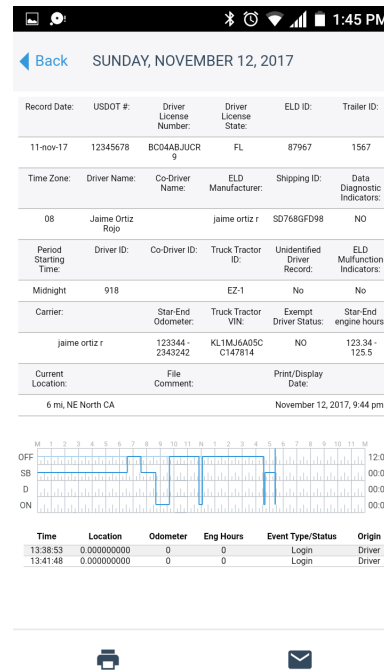 1:45 PM
Back SUNDAY, NOVEMBER 12, 2017
Record Date: USDOT #: Driver License Number: Driver License State: ELD ID: Trailer ID:
11-nov-17 12345678 BC04ABJUCR9 FL 87967 1567
Time Zone: Driver Name: Co-Driver Name: ELD Manufacturer: Shipping ID: Data Diagnostic Indicators:
08 Jaime Ortiz Rojo jaime ortiz r SD768GFD98 NO
Period Starting Time: Driver ID: Co-Driver ID: Truck Tractor ID: Unidentified Driver Record: ELD Multifunction Indicators:
Midnight 918 EZ-1 No No
Carrier: Star-End Odometer: Truck Tractor VIN: Exempt Driver Status: Star-End engine hours
jaime ortiz r 123344 - 2343242 KL1MJ6A05CC147814 NO 123.34 - 125.5
Current Location: File Comment: Print/Display Date:
6 mi, NE North CA November 12, 2017, 9:44 pm
M 1 2 3 4 5 6 7 8 9 10 11 N 1 2 3 4 5 6 7 8 9 10 11 M
OFF 12:0
SB 00:0
D 00:0
ON 00:0
Time Location Odometer Eng Hours Event Type/Status Origin
13:38:53 0.000000000 0 0 Login Driver
13:41:48 0.000000000 0 0 Login Driver